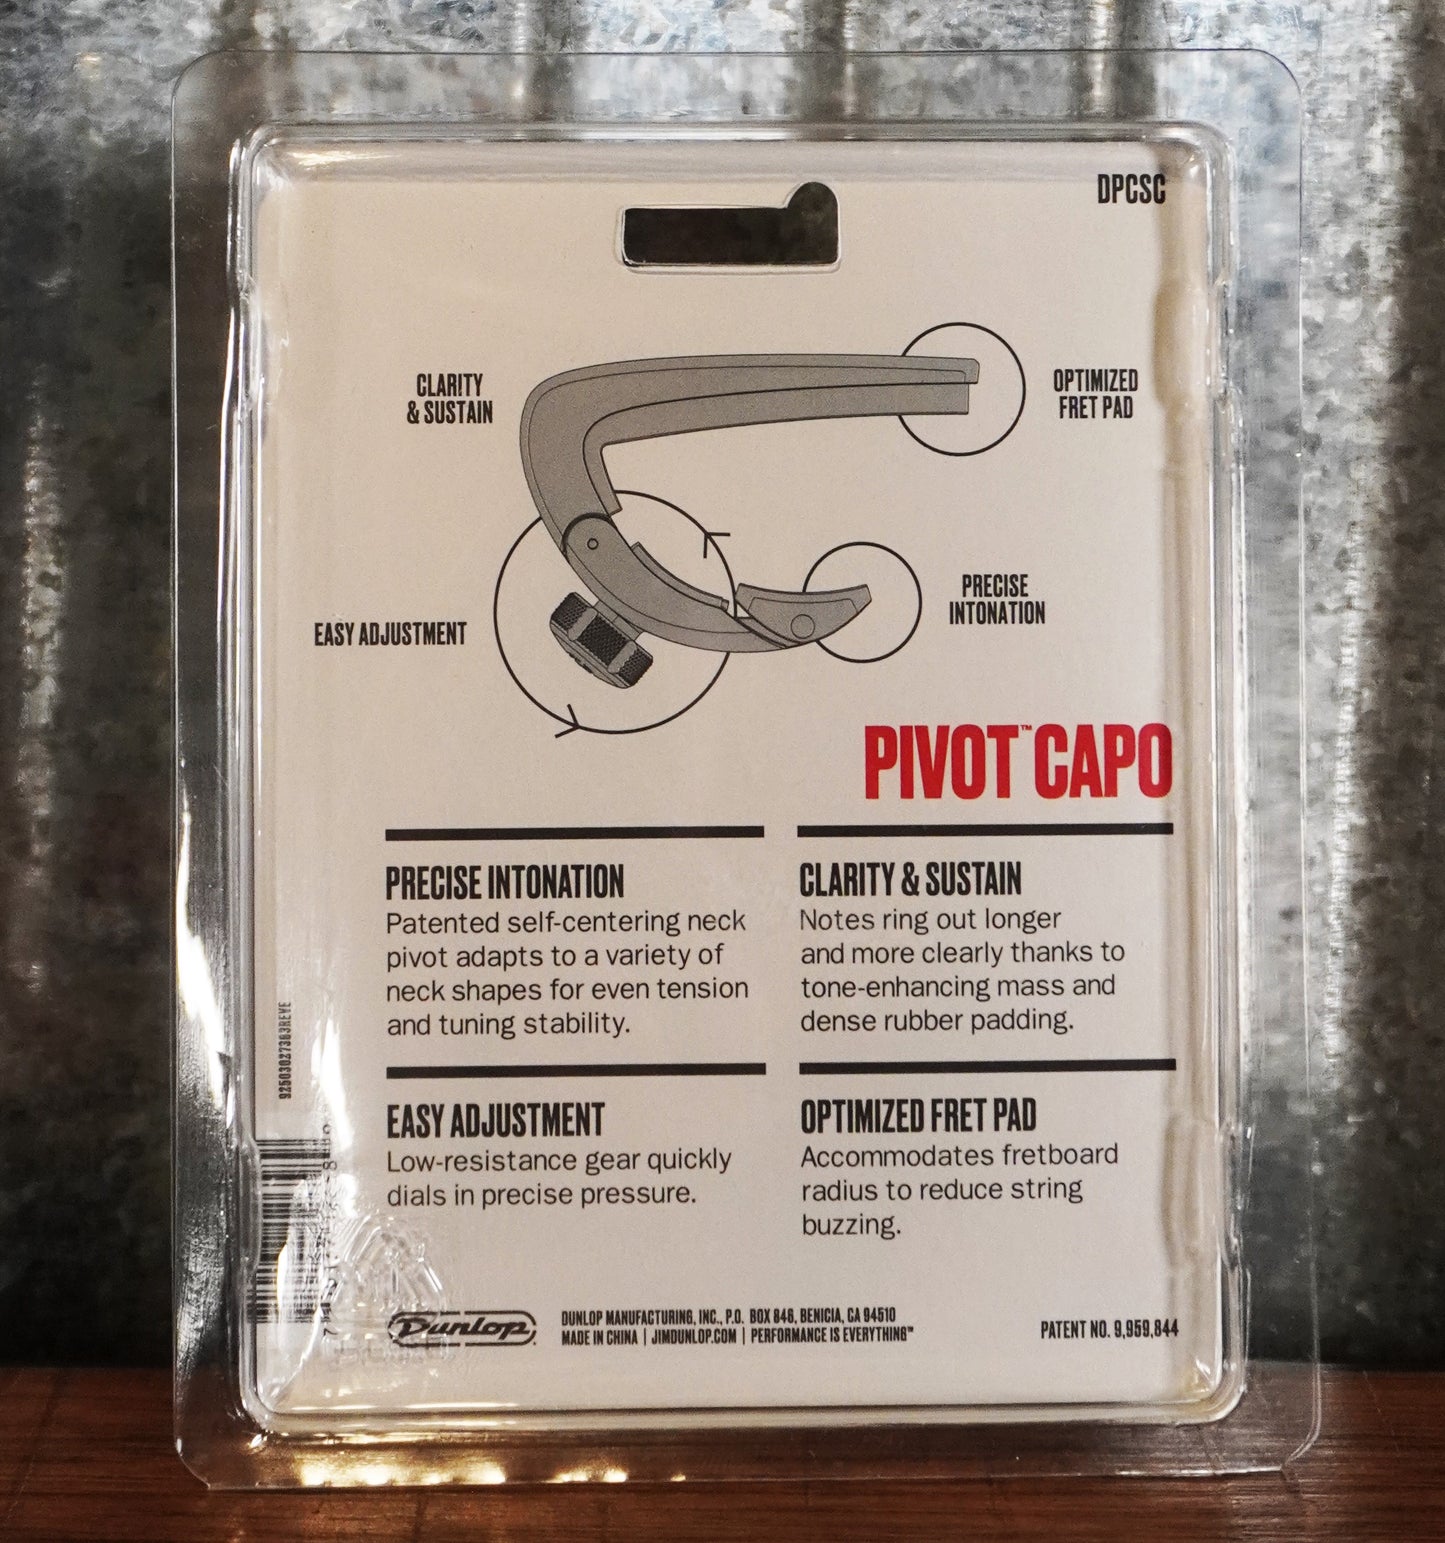 DPCSC
CLARITY
& SUSTAIN
OPTIMIZED
FRET PAD
PRECISE
INTONATION
EASY ADJUSTMENT
PIVOT™ CAPO
PRECISE INTONATION
Patented self-centering neck
pivot adapts to a variety of
neck shapes for even tension
and tuning stability.
CLARITY & SUSTAIN
Notes ring out longer
and more clearly thanks to
tone-enhancing mass and
dense rubber padding.
EASY ADJUSTMENT
Low-resistance gear quickly
dials in precise pressure.
OPTIMIZED FRET PAD
Accommodates fretboard
radius to reduce string
buzzing.
92503027363REVE
Dunlop
DUNLOP MANUFACTURING, INC., P.O. BOX 846, BENICIA, CA 94510
MADE IN CHINA | JIMDUNLOP.COM | PERFORMANCE IS EVERYTHING™
PATENT NO. 9,959,844